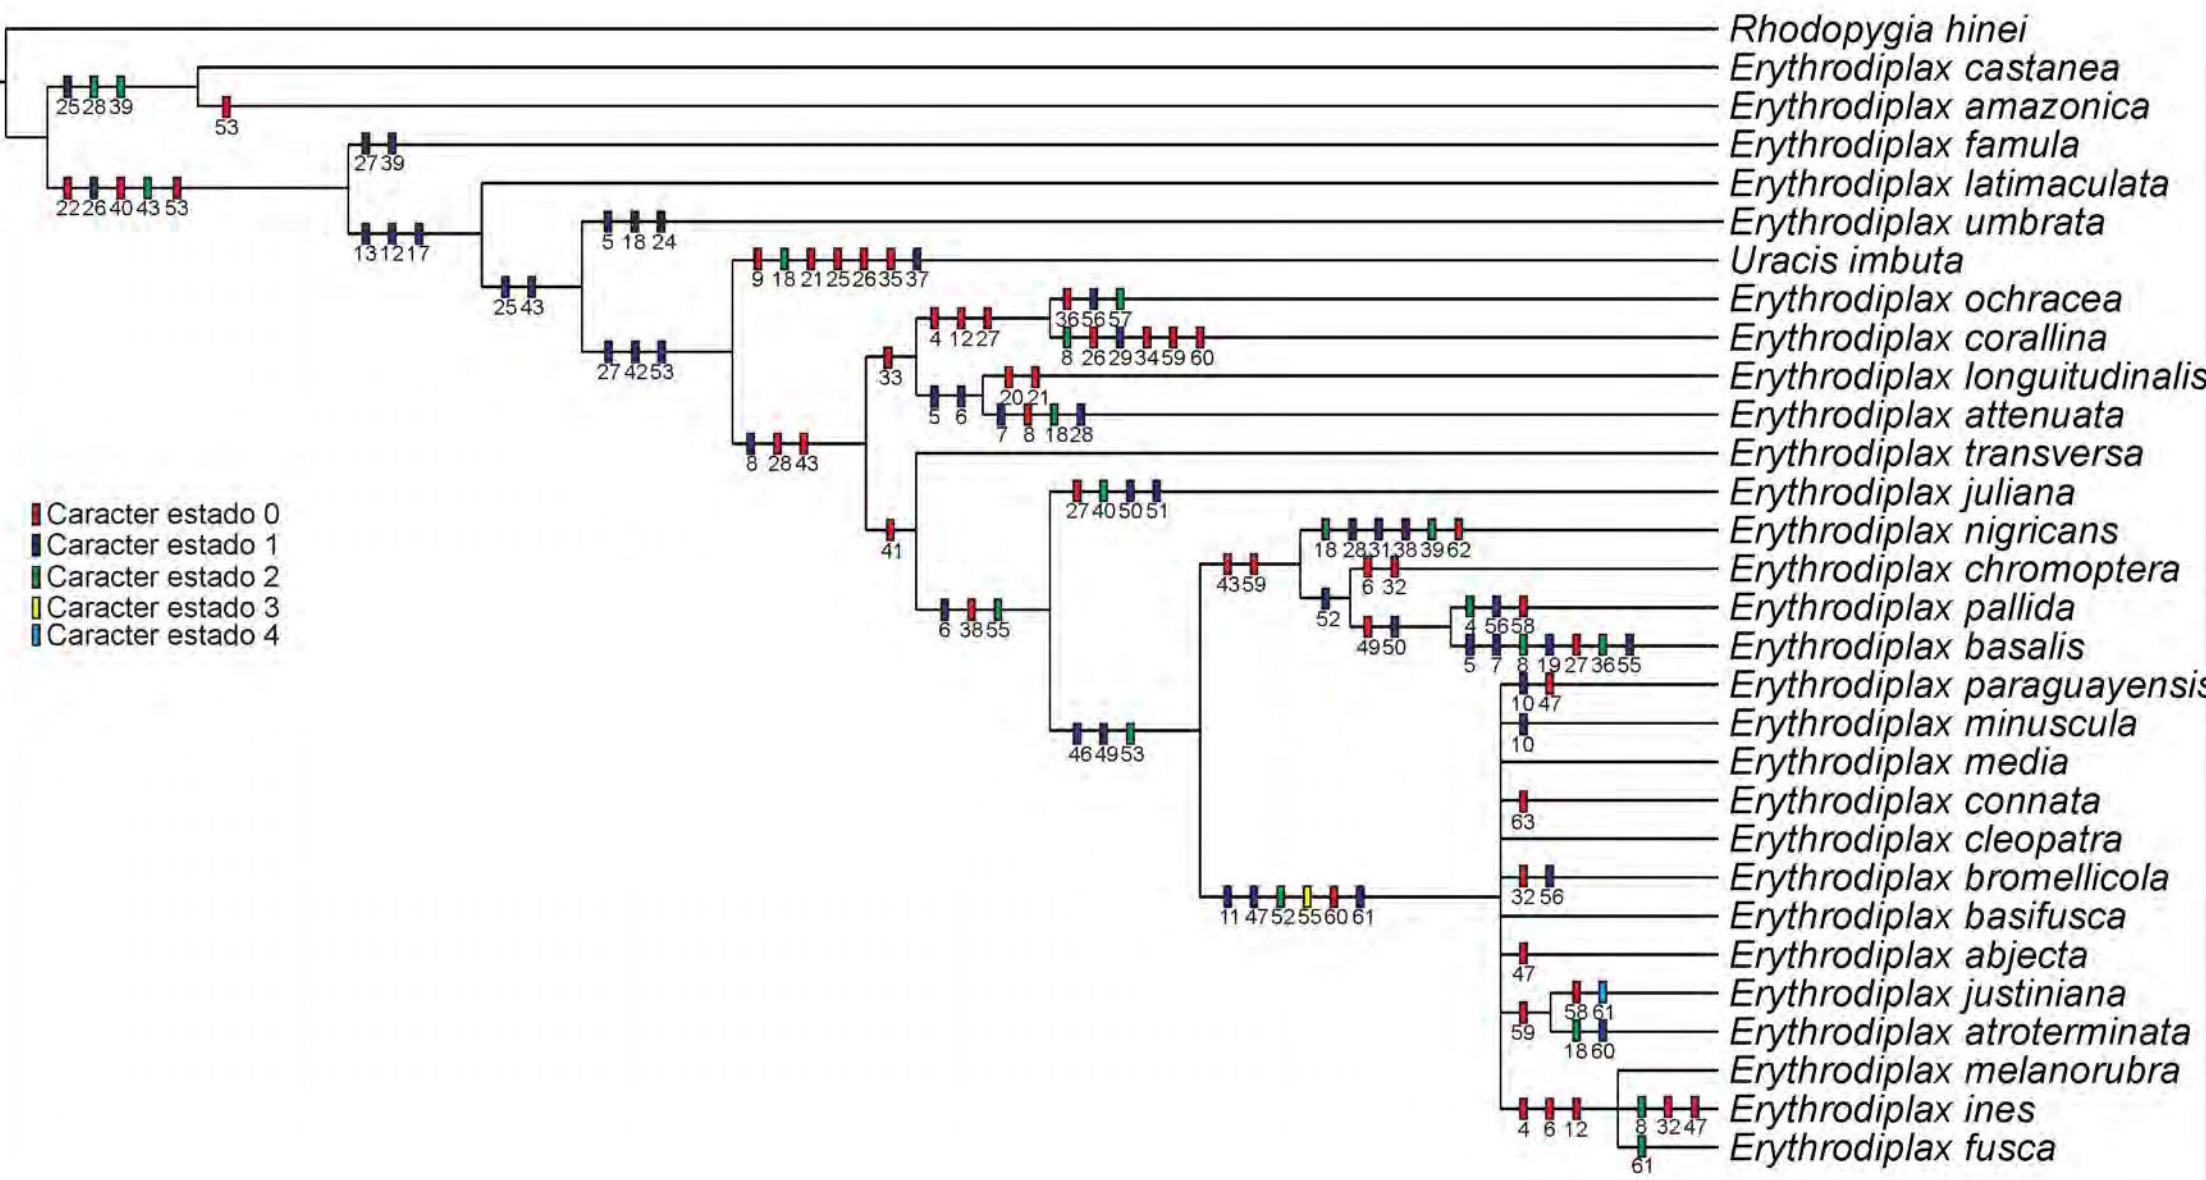 Rhodopygia hinei
Erythrodiplax castanea
25 28 39
Erythrodiplax amazonica
53
Erythrodiplax famula
27 39
Erythrodiplax latimaculata
22 26 40 43 53
Erythrodiplax umbrata
5 18 24
13 12 17
Uracis imbuta
9 18 21 25 26 35 37
Erythrodiplax ochracea
36 56 57
25 43
4 12 27
Erythrodiplax corallina
8 26 29 34 59 60
27 42 53
33
Erythrodiplax longuitudinalis
20 21
5 6
Erythrodiplax attenuata
7 8 18 28
Erythrodiplax transversa
8 28 43
Erythrodiplax juliana
27 40 50 51
Caracter estado 0
Caracter estado 1
Caracter estado 2
Caracter estado 3
Caracter estado 4
Erythrodiplax nigricans
18 28 31 38 39 62
41
Erythrodiplax chromoptera
6 32
43 59
Erythrodiplax pallida
4 56 58
52
6 38 55
Erythrodiplax basalis
49 50
5 7 8 19 27 36 55
Erythrodiplax paraguayensis
10 47
Erythrodiplax minuscula
10
46 49 53
Erythrodiplax media
Erythrodiplax connata
63
Erythrodiplax cleopatra
Erythrodiplax bromellicola
32 56
11 47 52 55 60 61
Erythrodiplax basifusca
Erythrodiplax abjecta
47
Erythrodiplax justiniana
58 61
59
Erythrodiplax atroterminata
18 60
Erythrodiplax melanorubra
Erythrodiplax ines
4 6 12
8 32 47
Erythrodiplax fusca
61